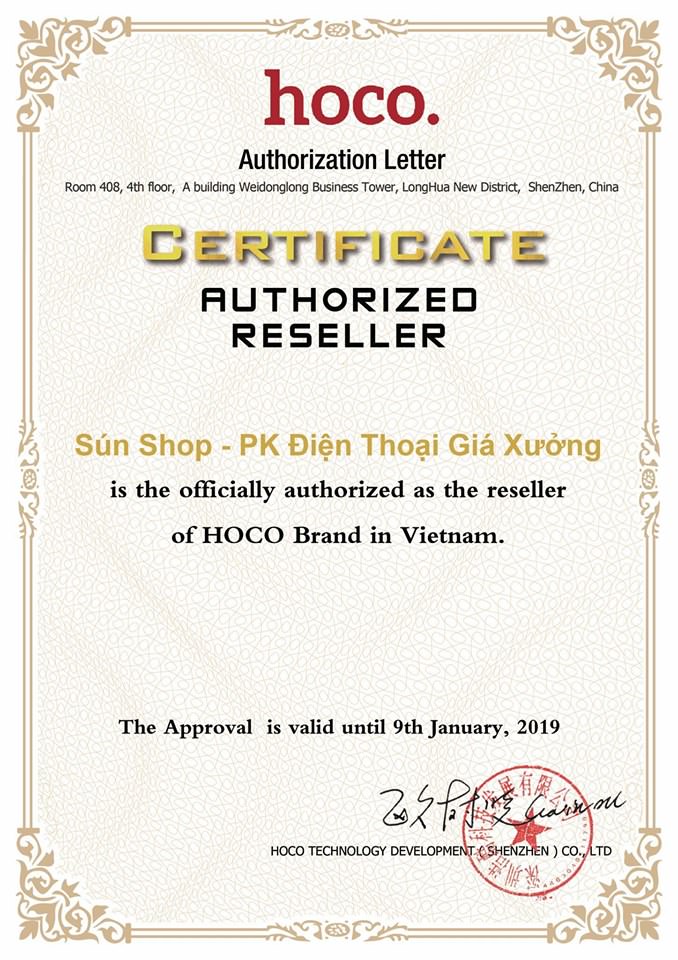 hoco.
Authorization Letter
Room 408, 4th floor, A building Weidonglong Business Tower, LongHua New District, ShenZhen, China
CERTIFICATE
AUTHORIZED
RESELLER
Sún Shop - PK Điện Thoại Giá Xưởng
is the officially authorized as the reseller
of HOCO Brand in Vietnam.
The Approval is valid until 9th January, 2019
HOCO TECHNOLOGY DEVELOPMENT ( SHENZHEN ) CO., LTD